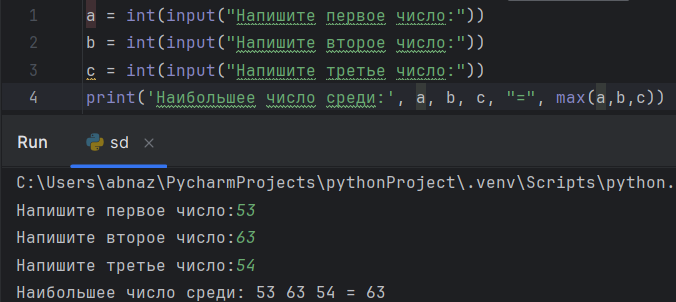 1 a = int(input("Напишите первое число:"))
2 b = int(input("Напишите второе число:"))
3 c = int(input("Напишите третье число:"))
4 print('Наибольшее число среди:', a, b, c, "=", max(a,b,c))
Run sd ×
C:\Users\abnaz\PycharmProjects\pythonProject\.venv\Scripts\python.
Напишите первое число:53
Напишите второе число:63
Напишите третье число:54
Наибольшее число среди: 53 63 54 = 63